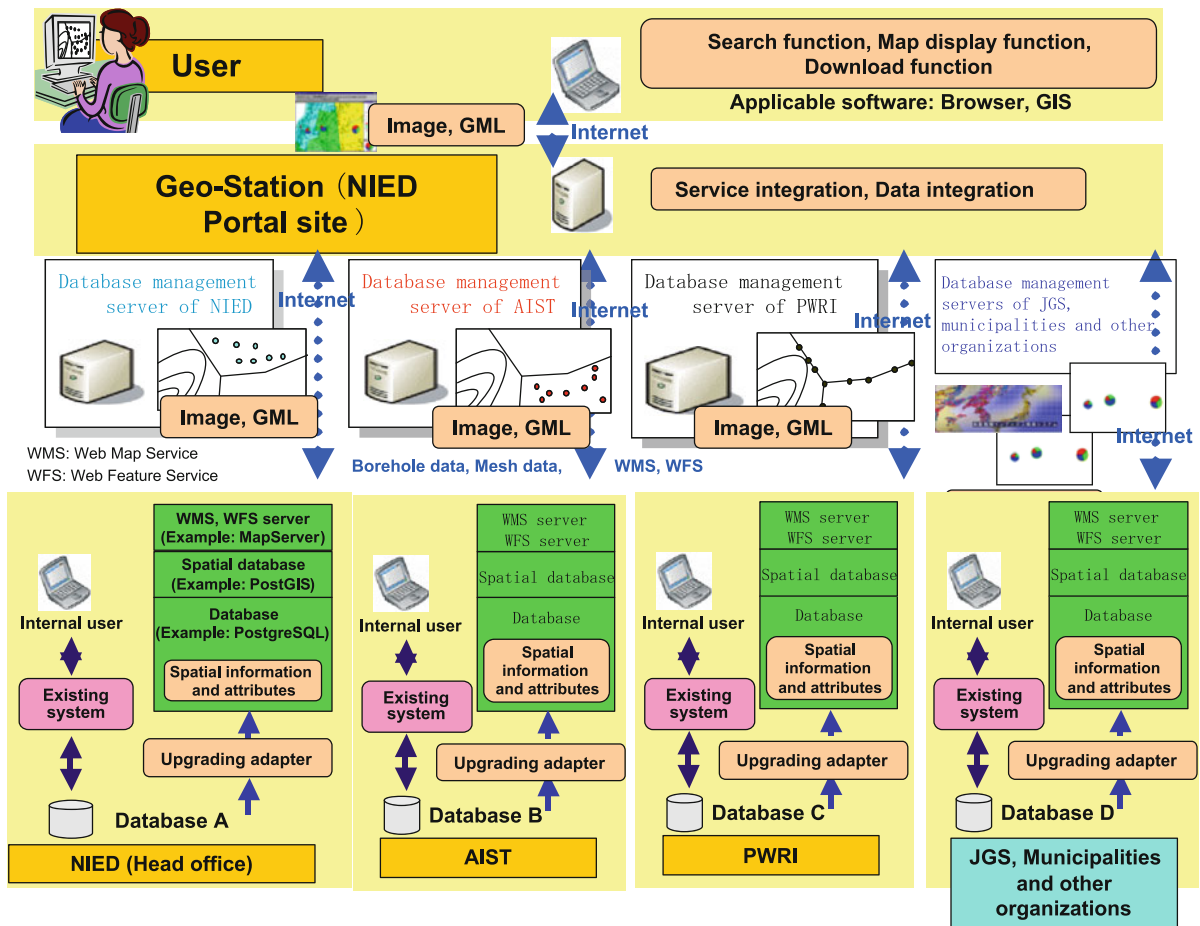 User
Search function, Map display function,
Download function
Applicable software: Browser, GIS
Image, GML
Internet
Geo-Station (NIED
Portal site )
Service integration, Data integration
Database management
server of NIED
Internet
Image, GML
Database management
server of AIST
Internet
Image, GML
Database management
server of PWRI
Internet
Image, GML
Database management
servers of JGS,
municipalities and other
organizations
Internet
WMS: Web Map Service
WFS: Web Feature Service
Borehole data, Mesh data,
WMS, WFS
WMS, WFS server
(Example: MapServer)
Spatial database
(Example: PostGIS)
Database
(Example: PostgreSQL)
Spatial information
and attributes
Internal user
Existing
system
Upgrading adapter
Database A
NIED (Head office)
WMS server
WFS server
Spatial database
Database
Spatial
information
and attributes
Internal user
Existing
system
Upgrading adapter
Database B
AIST
WMS server
WFS server
Spatial database
Database
Spatial
information
and attributes
Internal user
Existing
system
Upgrading adapter
Database C
PWRI
WMS server
WFS server
Spatial database
Database
Spatial
information
and attributes
Internal user
Existing
system
Upgrading adapter
Database D
JGS, Municipalities
and other
organizations